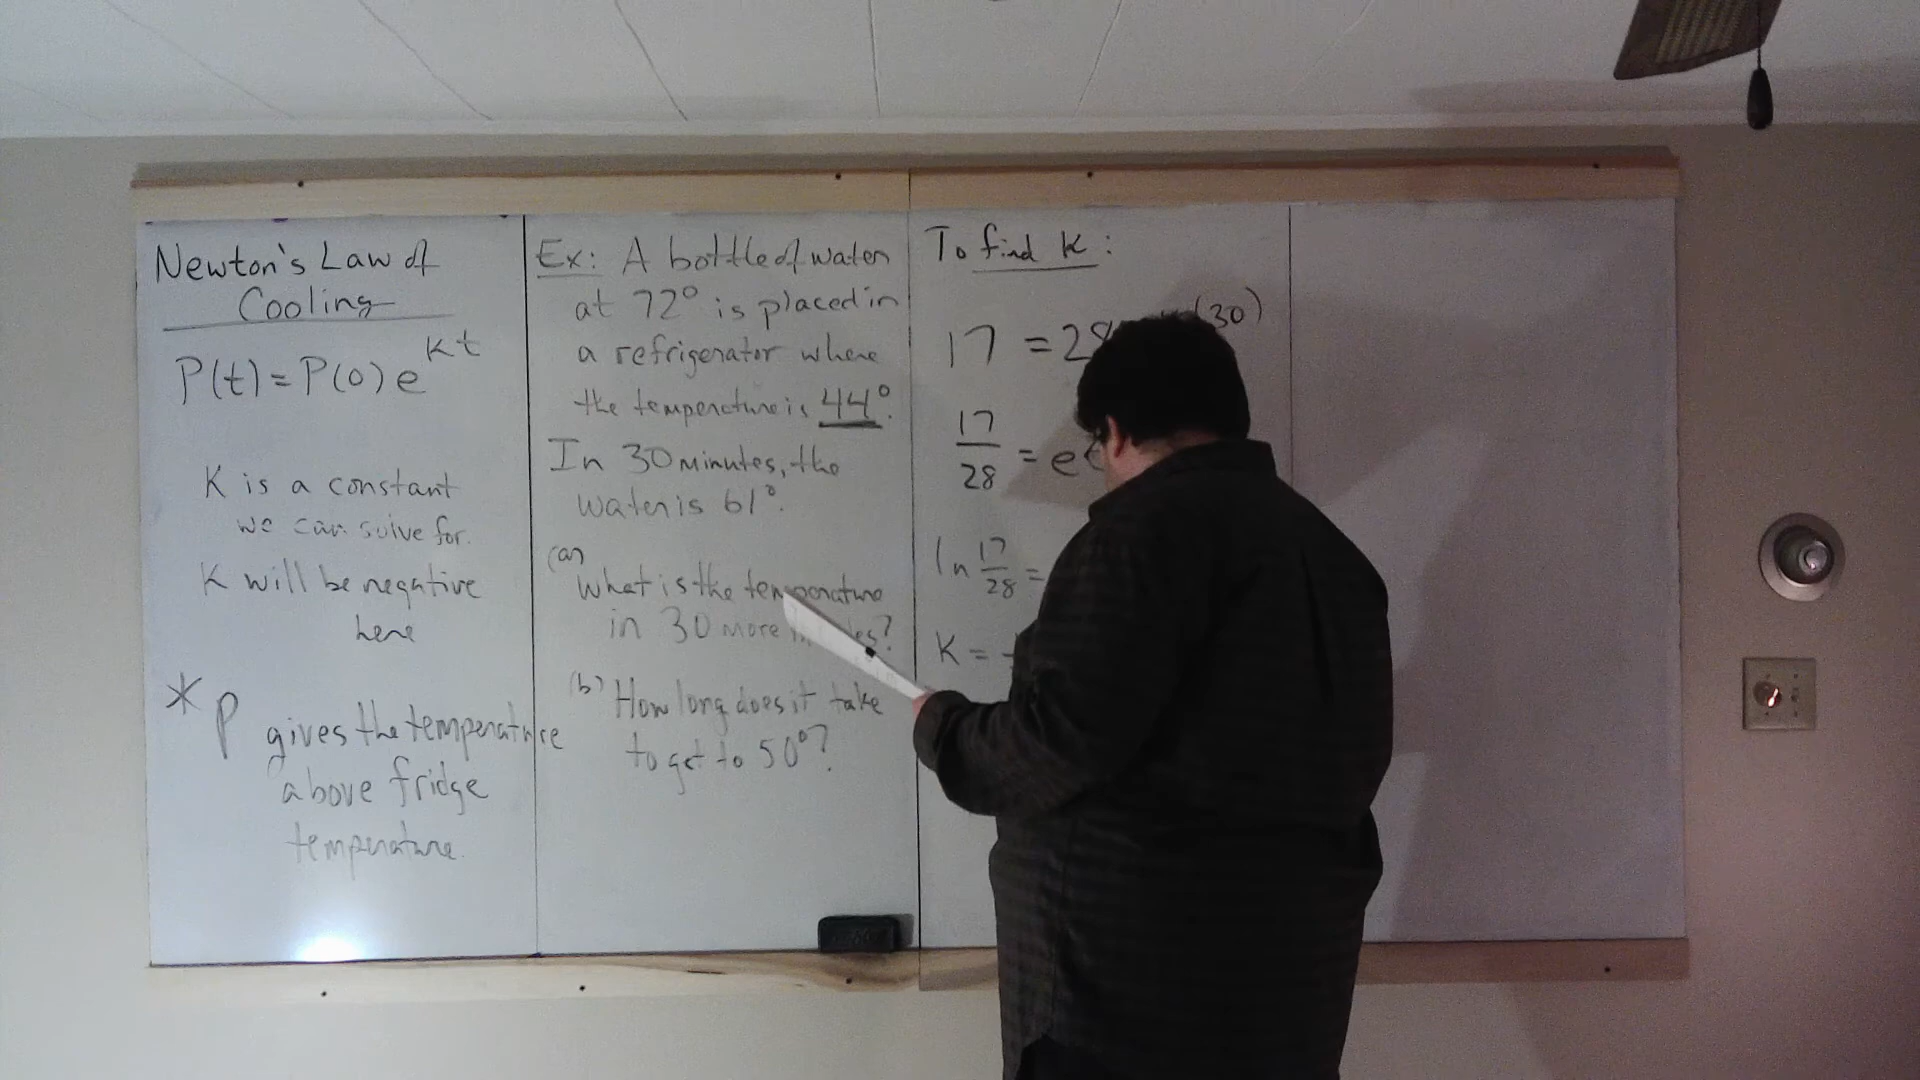 Newton's Law of
Cooling
P(t) = P(0) e^{Kt}
K is a constant
we can solve for.
K will be negative
here
* P gives the temperature
above fridge
temperature.
Ex: A bottle of water
at 72° is placed in
a refrigerator where
the temperature is 44°.
In 30 minutes, the
water is 61°.
(a)
What is the temperature
in 30 more
(b) How long does it take
to get to 50°?
To find K:
17 = 28 (30)
17/28 = e
ln 17/28 =
K =